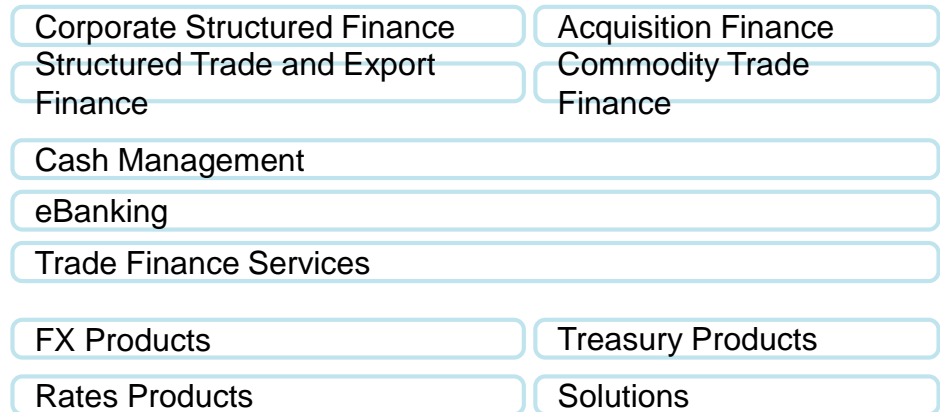 Corporate Structured Finance
Acquisition Finance
Structured Trade and Export
Finance
Commodity Trade
Finance
Cash Management
eBanking
Trade Finance Services
FX Products
Treasury Products
Rates Products
Solutions